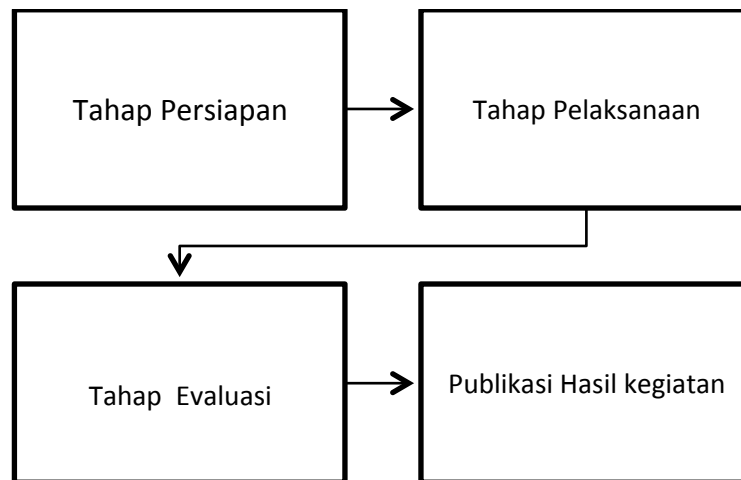 Tahap Persiapan
Tahap Pelaksanaan
Tahap Evaluasi
Publikasi Hasil kegiatan